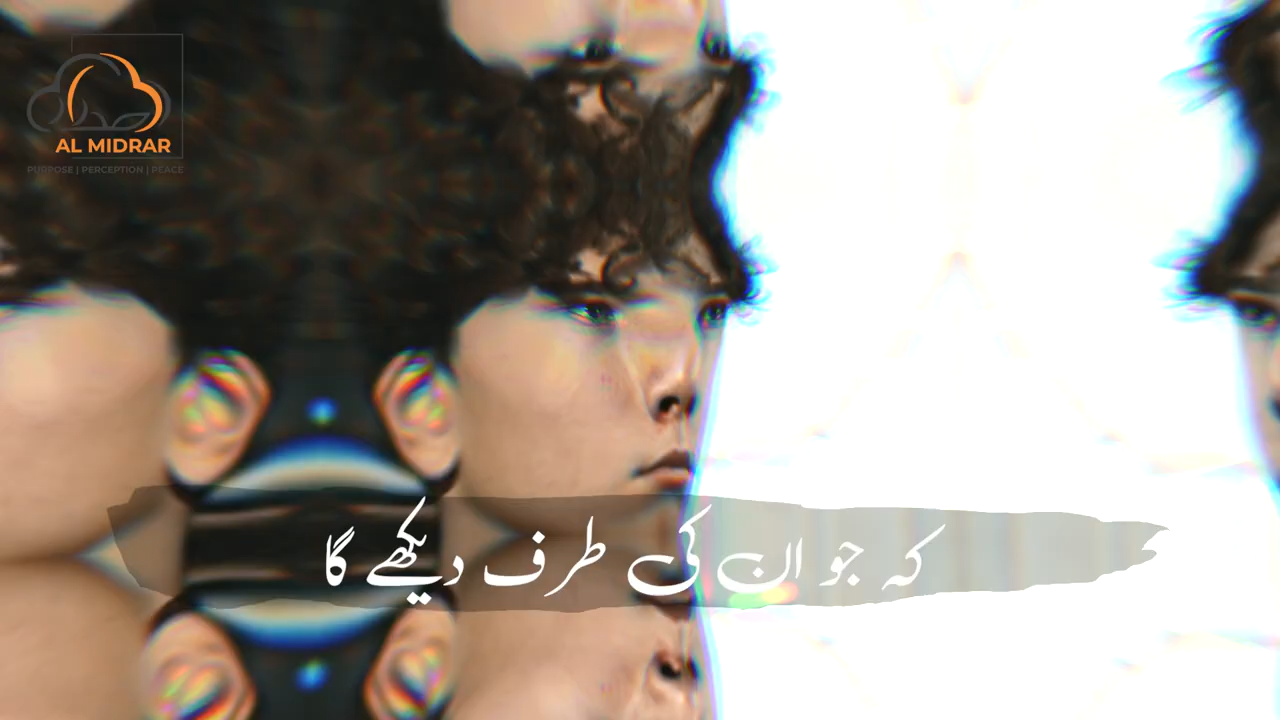 AL MIDRAR
PURPOSE | PERCEPTION | PEACE
کہ جو ان کی طرف دیکھے گا